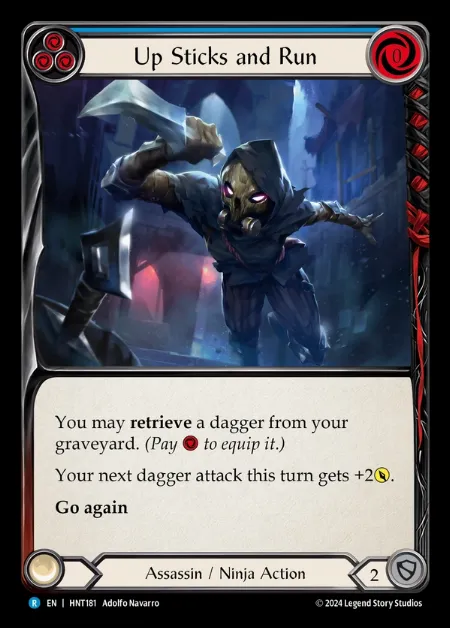 Up Sticks and Run
0
You may retrieve a dagger from your
graveyard. (Pay to equip it.)
Your next dagger attack this turn gets +2.
Go again
Assassin / Ninja Action
2
R EN | HNT181 Adolfo Navarro
© 2024 Legend Story Studios